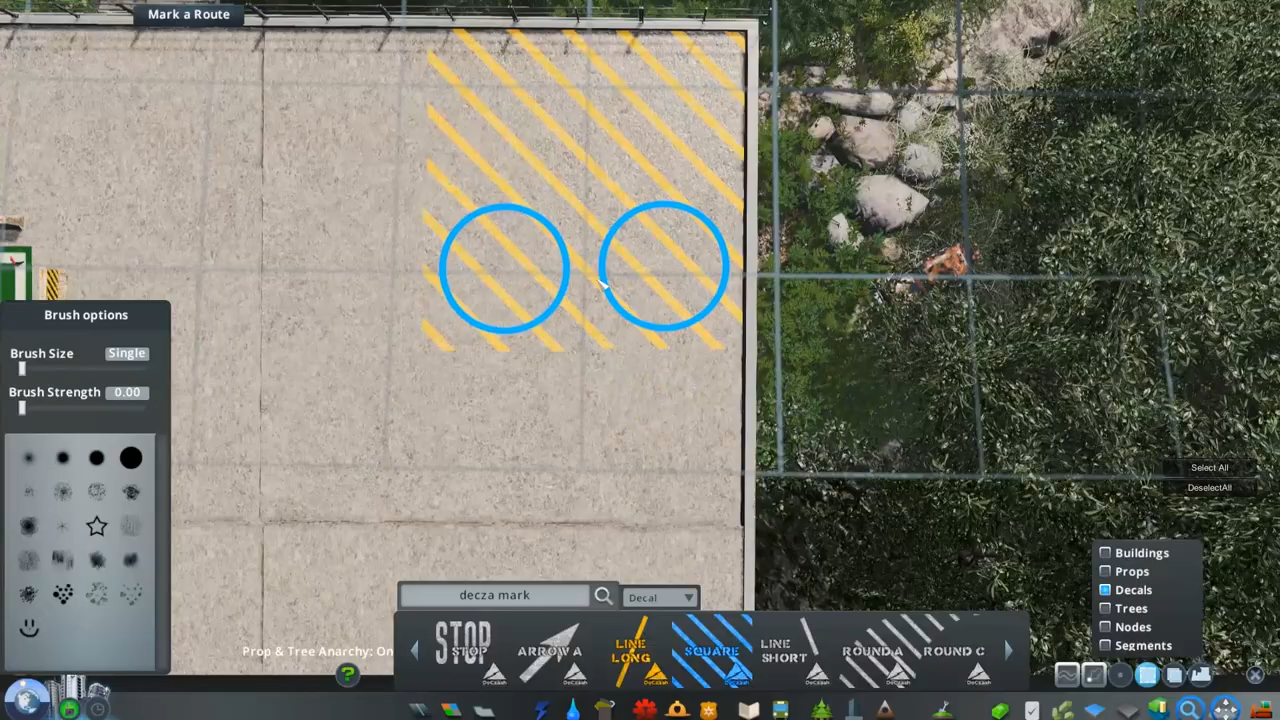 Mark a Route
Brush options
Brush Size Single
Brush Strength 0.00
Select All
DeselectAll
Buildings
Props
Decals
Trees
Nodes
Segments
decza mark
Decal
STOP
STOP
ARROW A
LINE LONG
SQUARE
LINE SHORT
ROUND A
ROUND C
Prop & Tree Anarchy: On
?